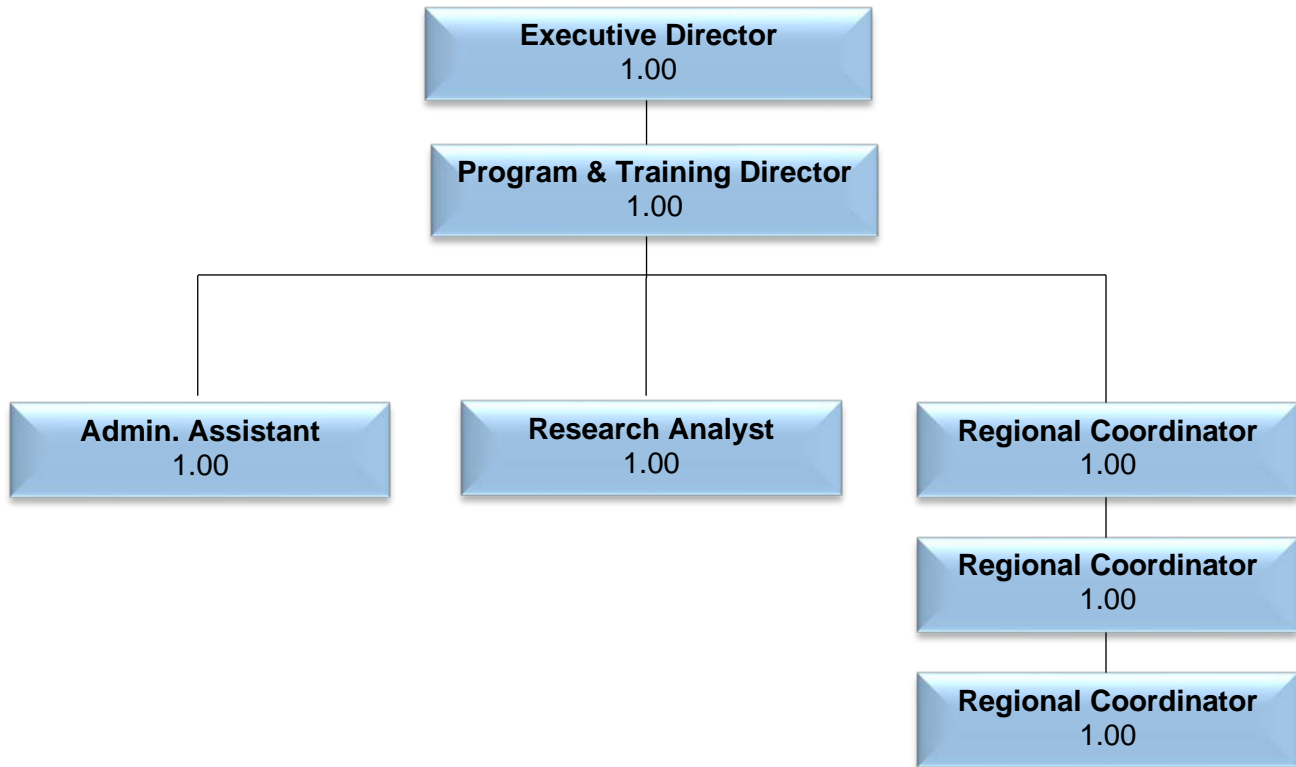 Executive Director
1.00
Program & Training Director
1.00
Admin. Assistant
1.00
Research Analyst
1.00
Regional Coordinator
1.00
Regional Coordinator
1.00
Regional Coordinator
1.00